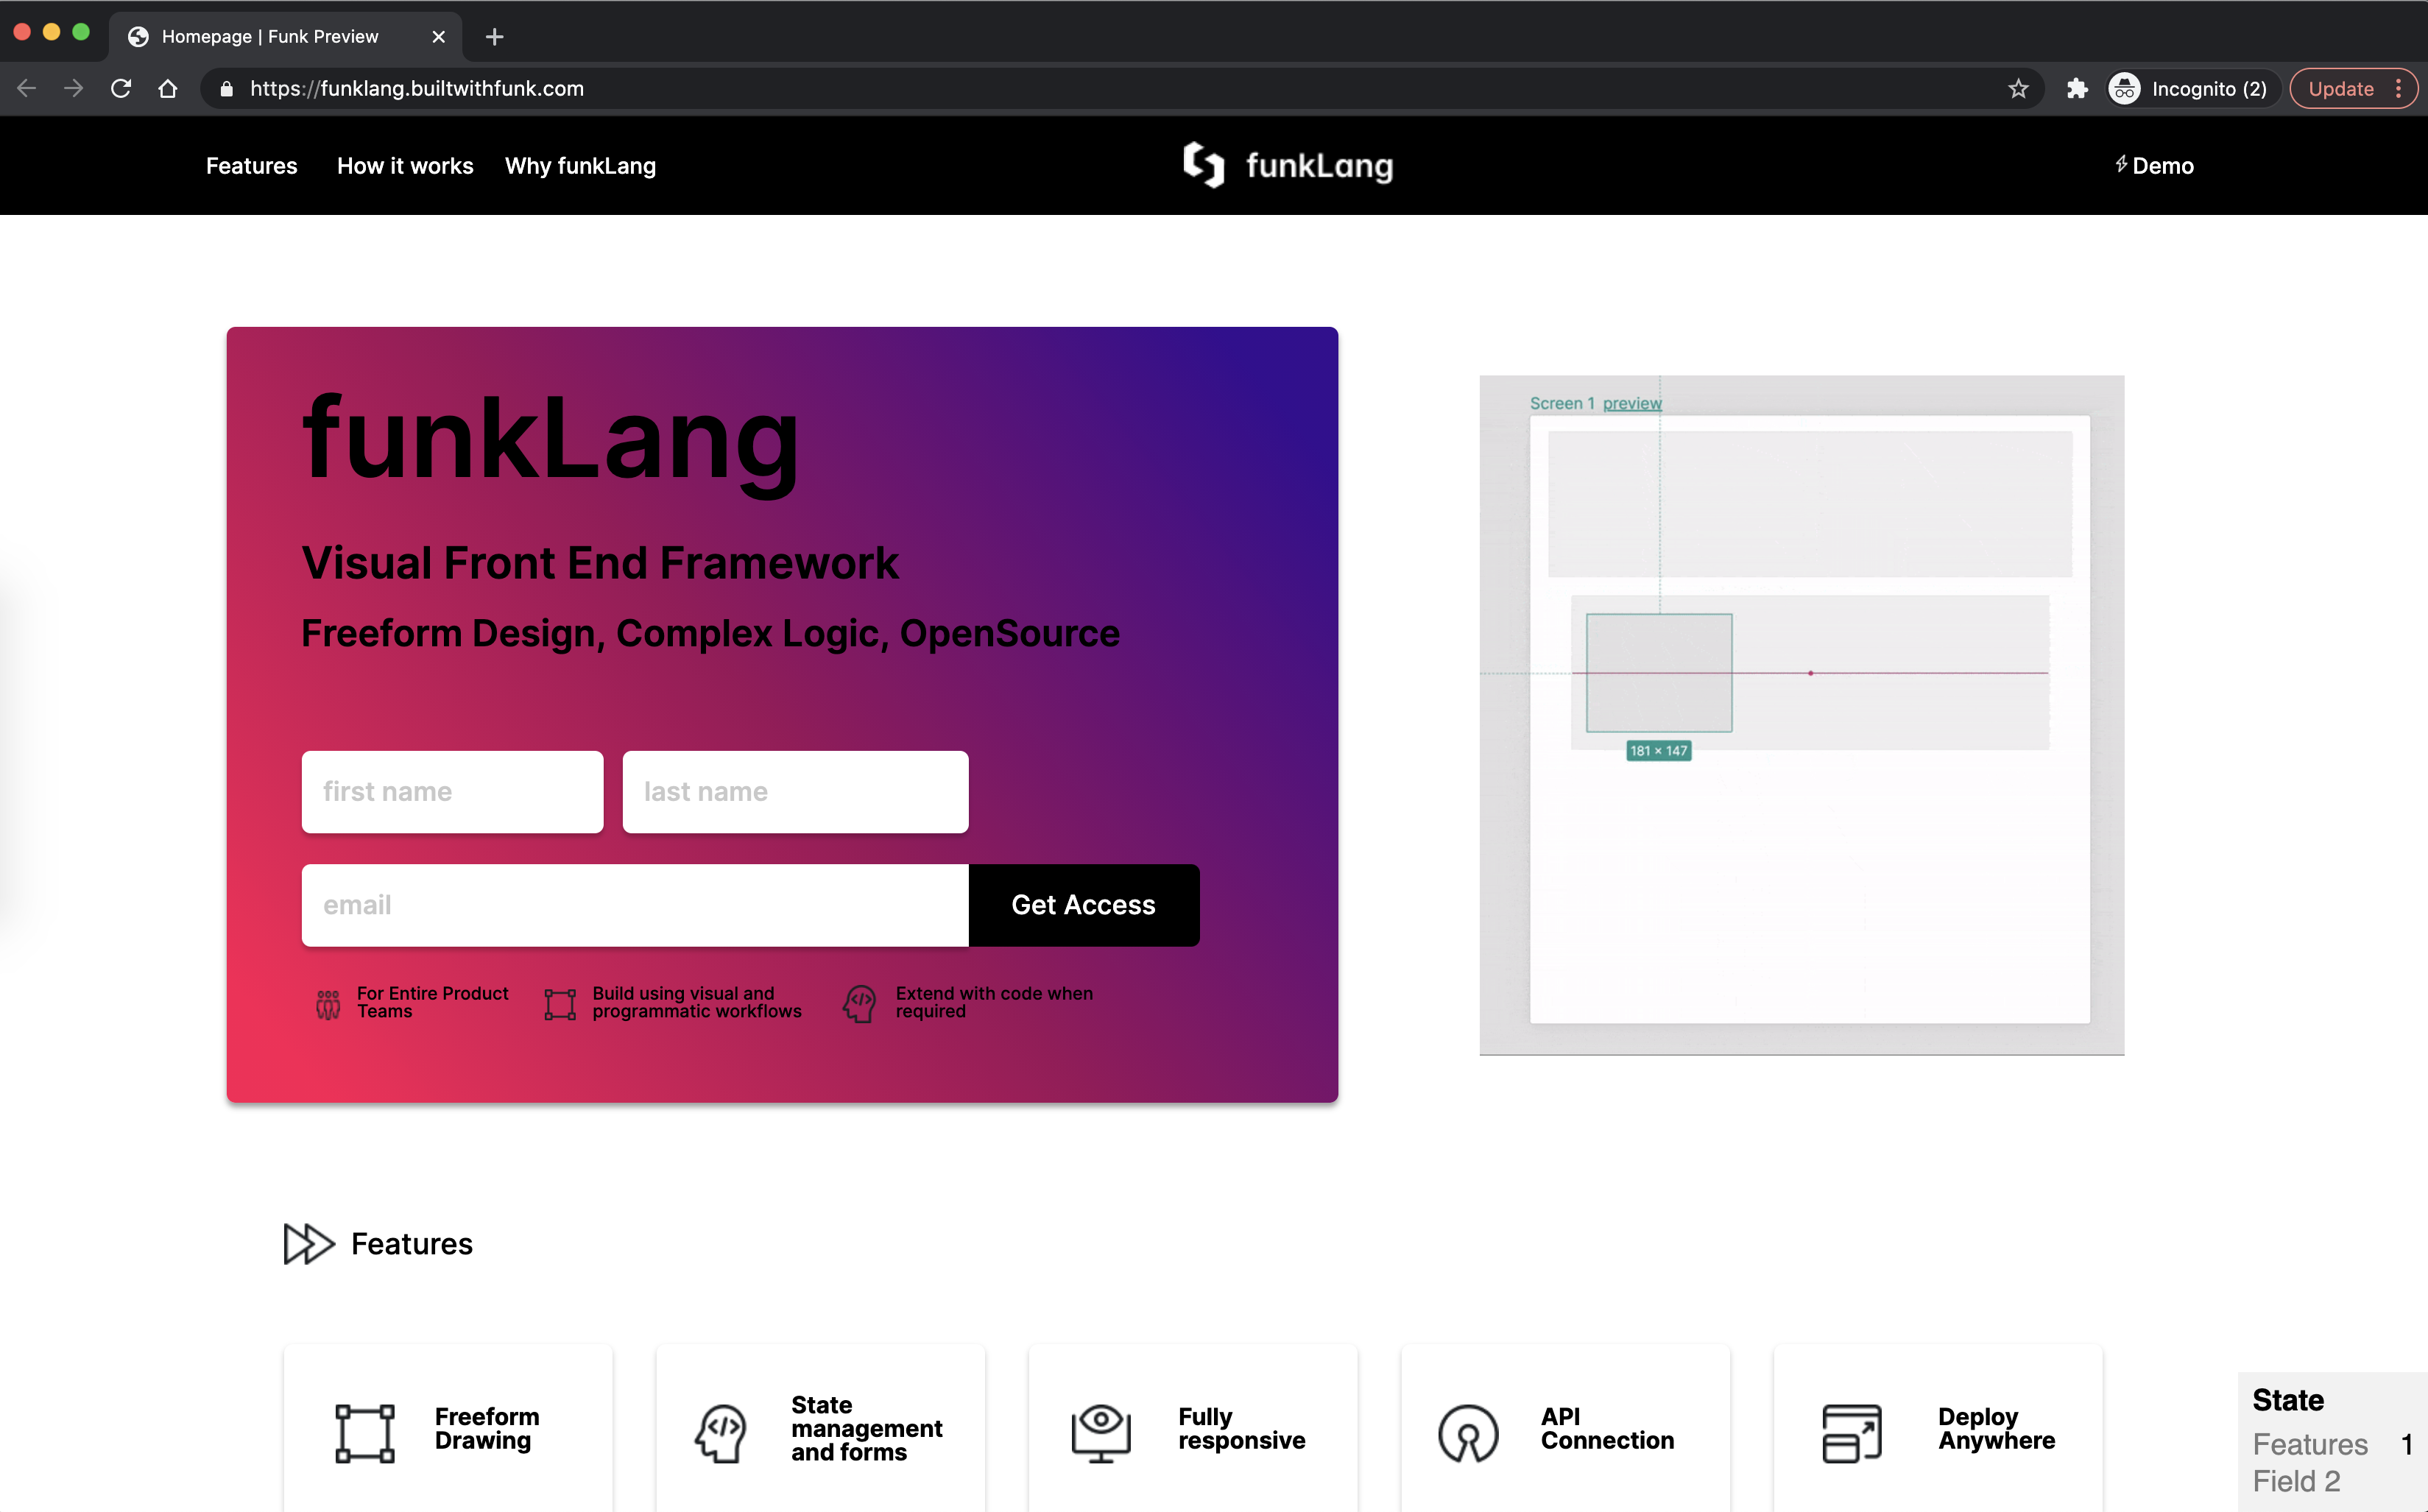 Homepage | Funk Preview
https://funklang.builtwithfunk.com
Incognito (2)
Update
Features
How it works
Why funkLang
funkLang
Demo
funkLang
Visual Front End Framework
Freeform Design, Complex Logic, OpenSource
first name
last name
email
Get Access
For Entire Product
Teams
Build using visual and
programmatic workflows
Extend with code when
required
Screen 1 preview
181 × 147
Features
Freeform
Drawing
State
management
and forms
Fully
responsive
API
Connection
Deploy
Anywhere
State
Features 1
Field 2